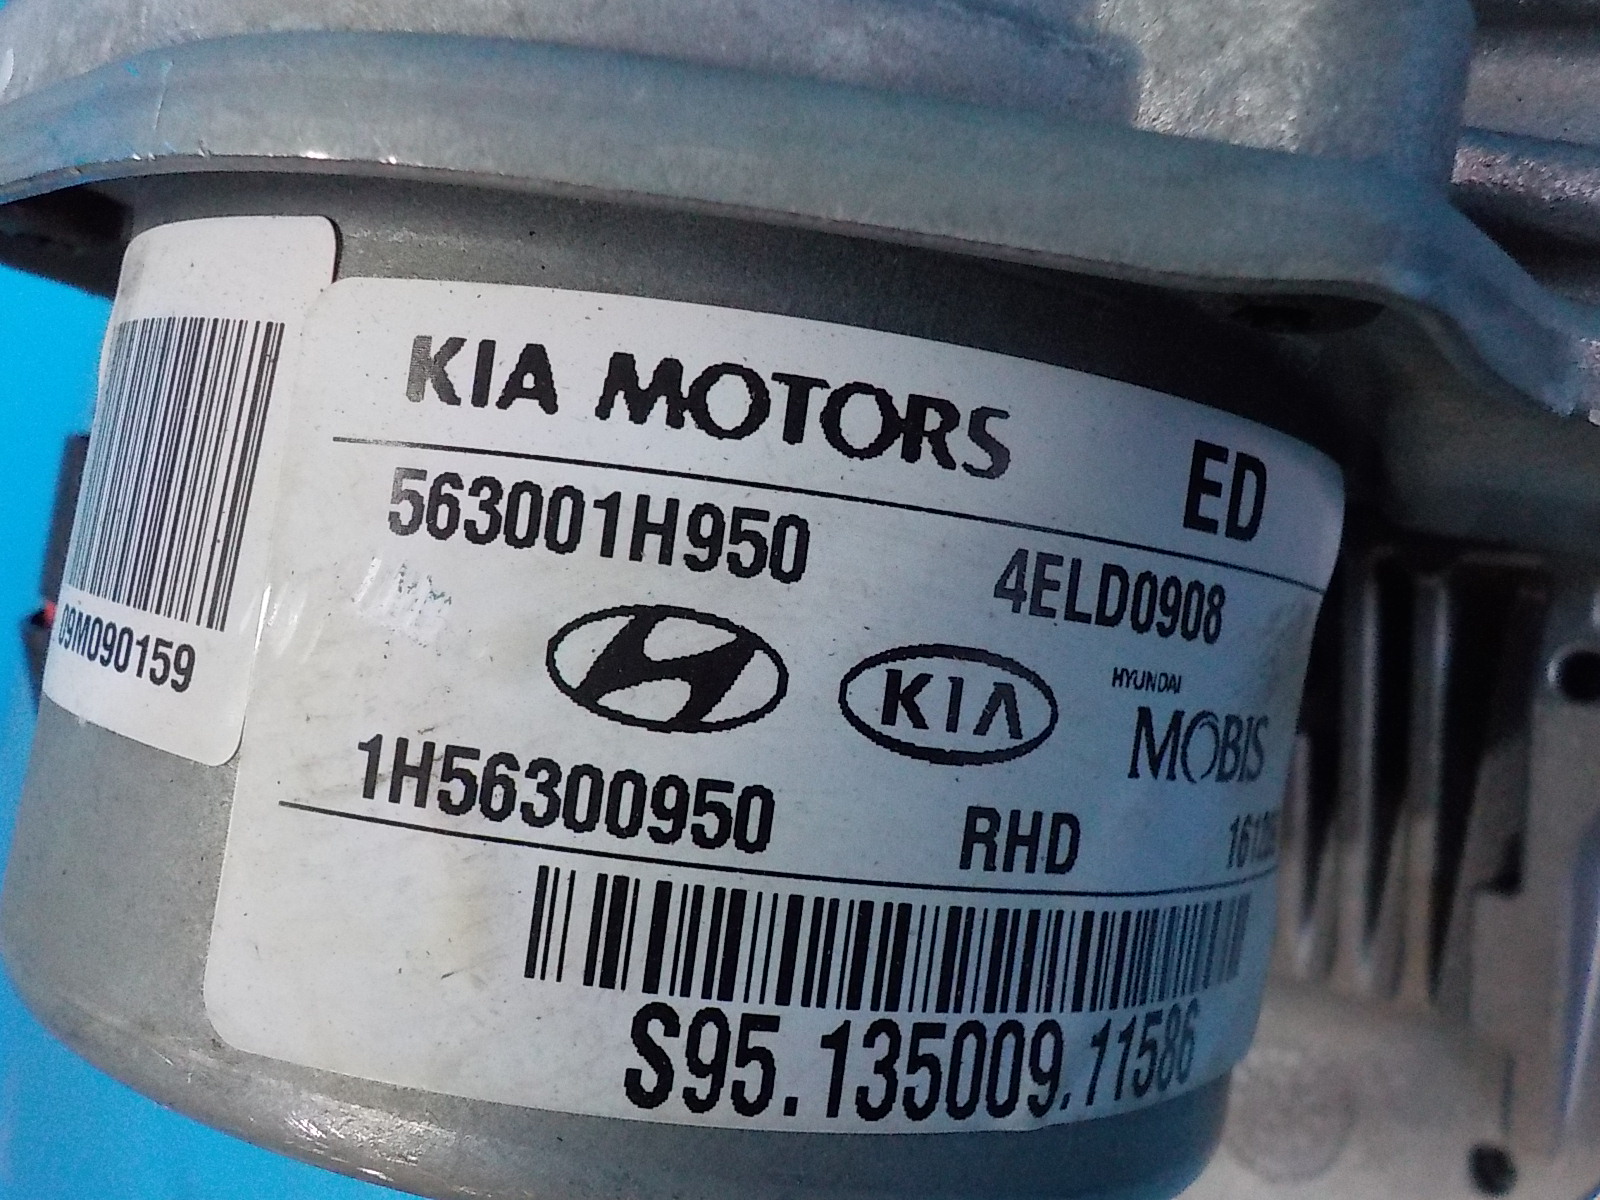 KIA MOTORS ED
563001H950 4ELD0908
KIA
HYUNDAI
MOBIS
1H56300950 RHD
S95.135009.11586
09M090159